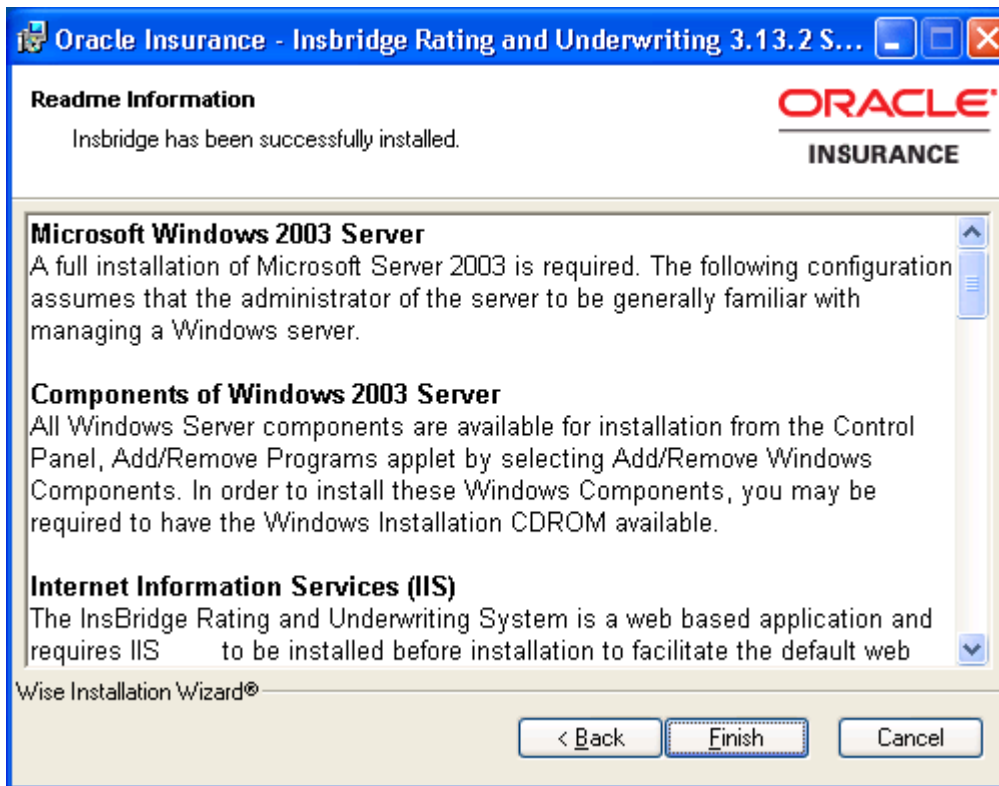 Oracle Insurance - Insbridge Rating and Underwriting 3.13.2 S...
Readme Information
Insbridge has been successfully installed.
ORACLE
INSURANCE
Microsoft Windows 2003 Server
A full installation of Microsoft Server 2003 is required. The following configuration
assumes that the administrator of the server to be generally familiar with
managing a Windows server.
Components of Windows 2003 Server
All Windows Server components are available for installation from the Control
Panel, Add/Remove Programs applet by selecting Add/Remove Windows
Components. In order to install these Windows Components, you may be
required to have the Windows Installation CDROM available.
Internet Information Services (IIS)
The InsBridge Rating and Underwriting System is a web based application and
requires IIS to be installed before installation to facilitate the default web
Wise Installation Wizard®
< Back
Finish
Cancel